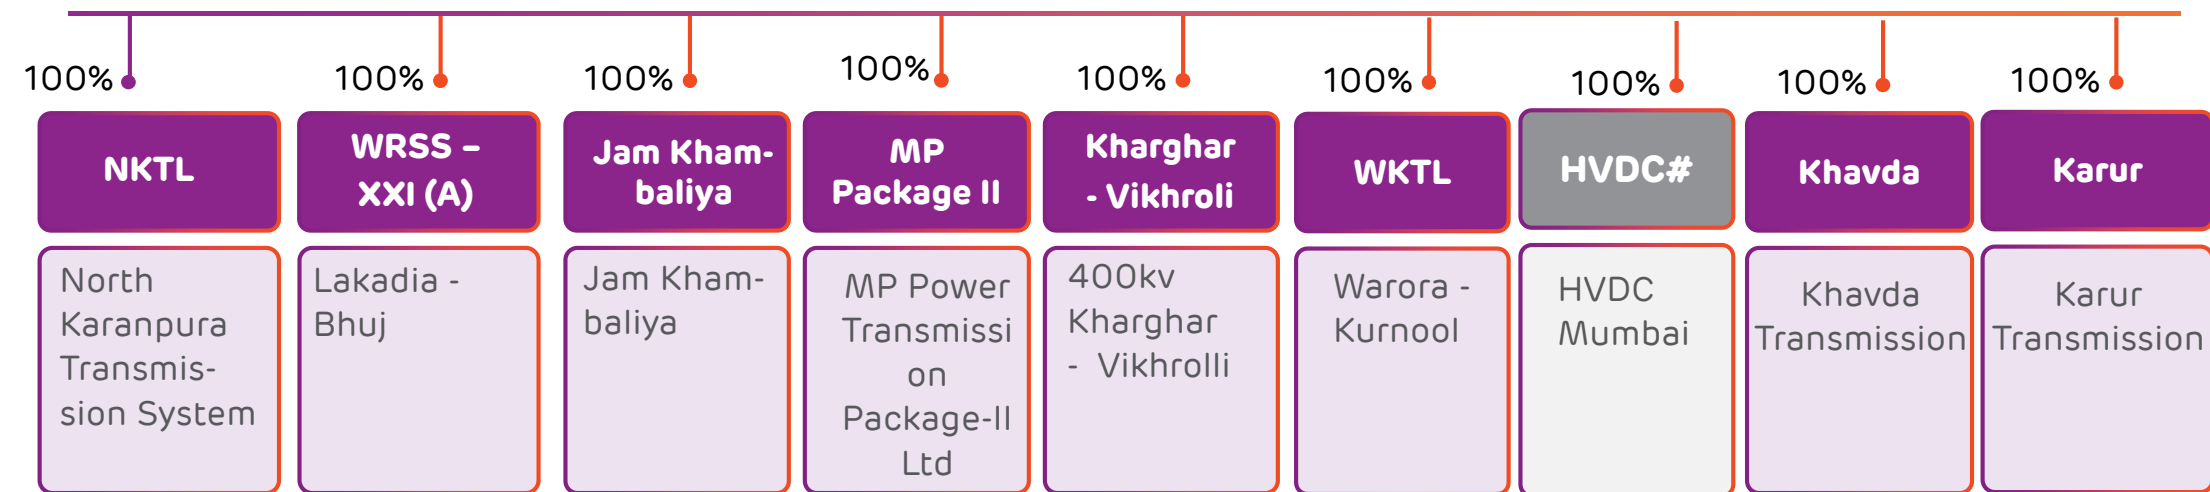 100%
100%
100%
100%
100%
100%
100%
100%
100%
NKTL
WRSS –
XXI (A)
Jam Kham-
baliya
MP
Package II
Kharghar
- Vikhroli
WKTL
HVDC#
Khavda
Karur
North
Karanpura
Transmis-
sion System
Lakadia -
Bhuj
Jam Kham-
baliya
MP Power
Transmissi
on
Package-II
Ltd
400kv
Kharghar
- Vikhrolli
Warora -
Kurnool
HVDC
Mumbai
Khavda
Transmission
Karur
Transmission